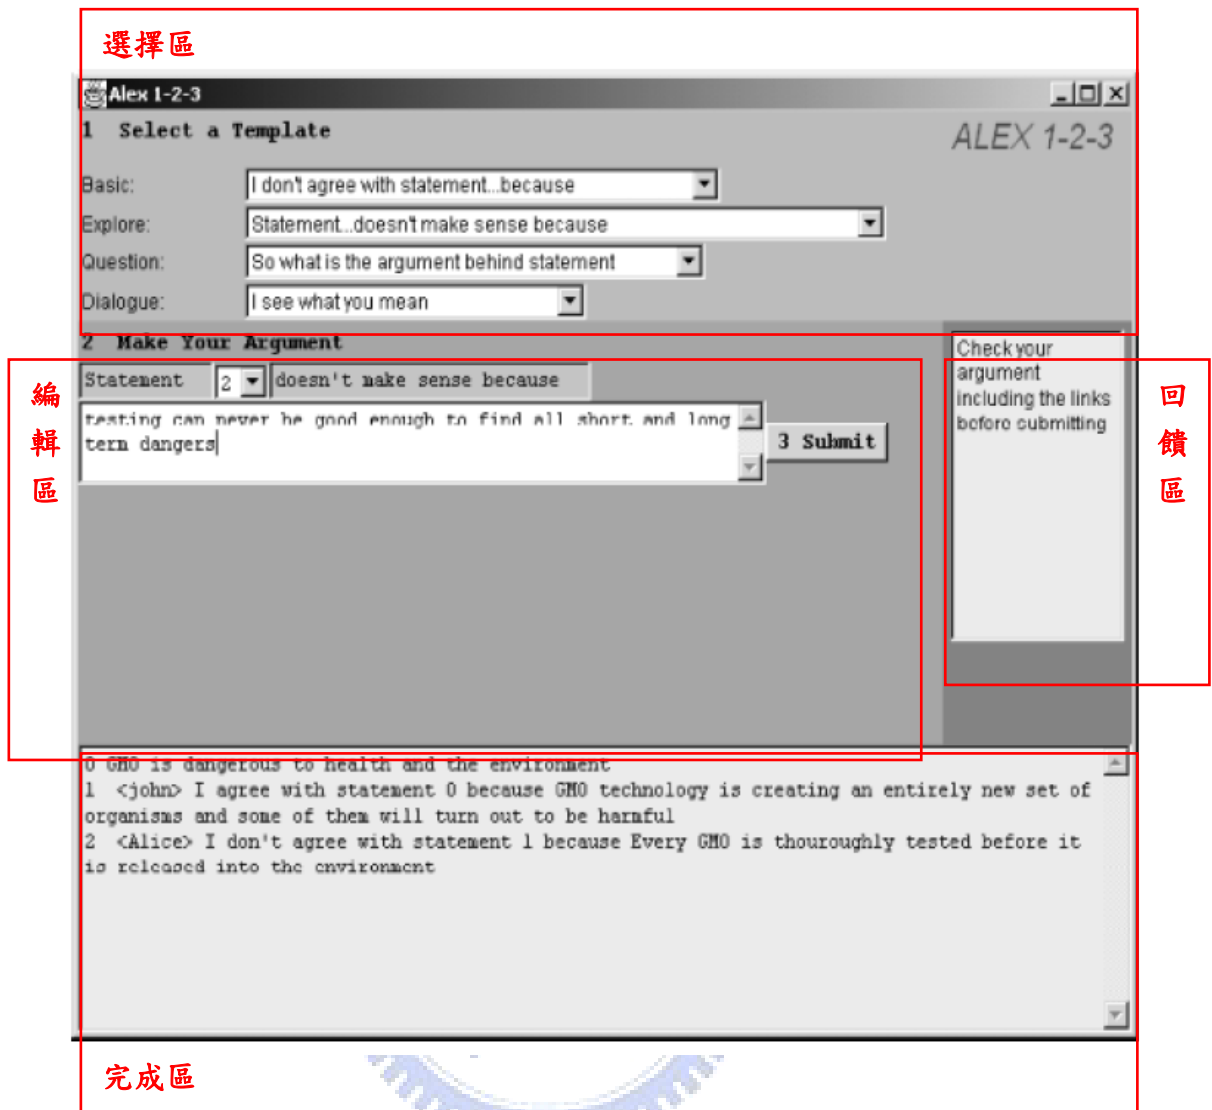 選擇區
Alex 1-2-3
1 Select a Template
ALEX 1-2-3
Basic: I don't agree with statement...because
Explore: Statement...doesn't make sense because
Question: So what is the argument behind statement
Dialogue: I see what you mean
2 Make Your Argument
Statement 2 doesn't make sense because
testing can never be good enough to find all short and long
term dangers
3 Submit
Check your
argument
including the links
before submitting
編輯區
回饋區
0 GMO is dangerous to health and the environment
1 <john> I agree with statement 0 because GMO technology is creating an entirely new set of
organisms and some of them will turn out to be harmful
2 <Alice> I don't agree with statement 1 because Every GMO is thouroughly tested before it
is released into the environment
完成區